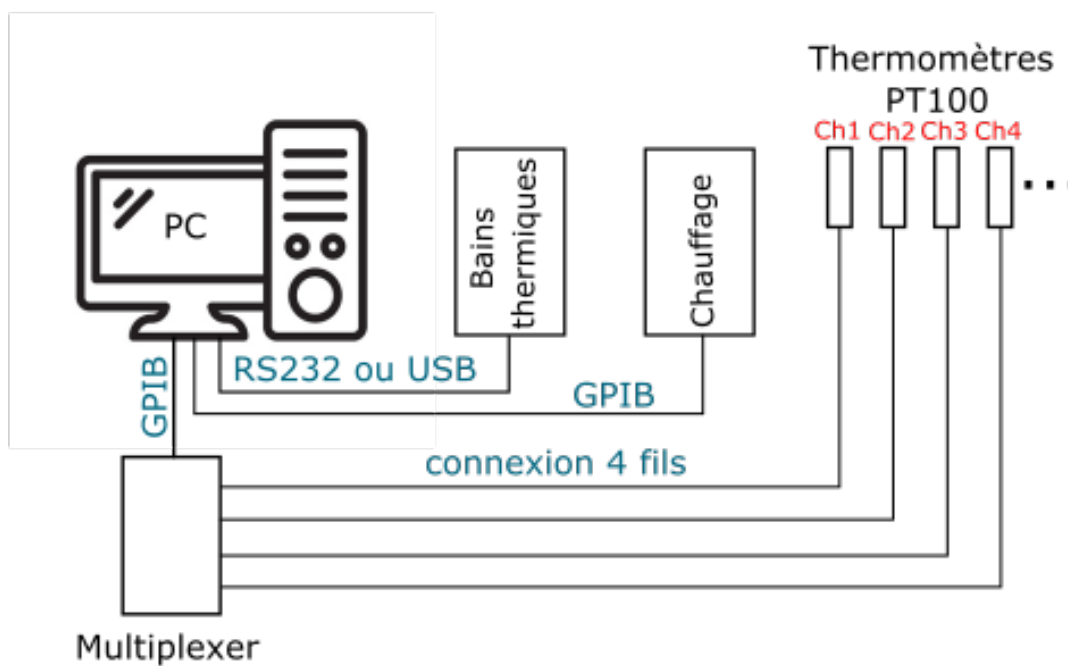 Thermomètres
PT100
Ch1 Ch2 Ch3 Ch4
PC
Bains
thermiques
Chauffage
...
RS232 ou USB
GPIB
GPIB
connexion 4 fils
Multiplexer